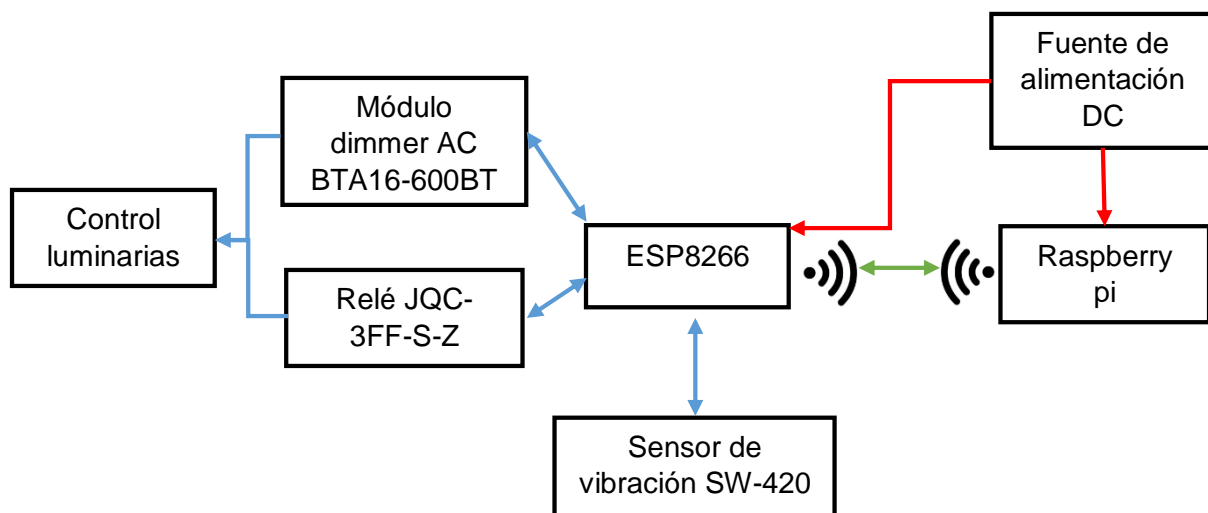 Fuente de
alimentación
DC
Módulo
dimmer AC
BTA16-600BT
Control
luminarias
ESP8266
Raspberry
pi
Relé JQC-
3FF-S-Z
Sensor de
vibración SW-420